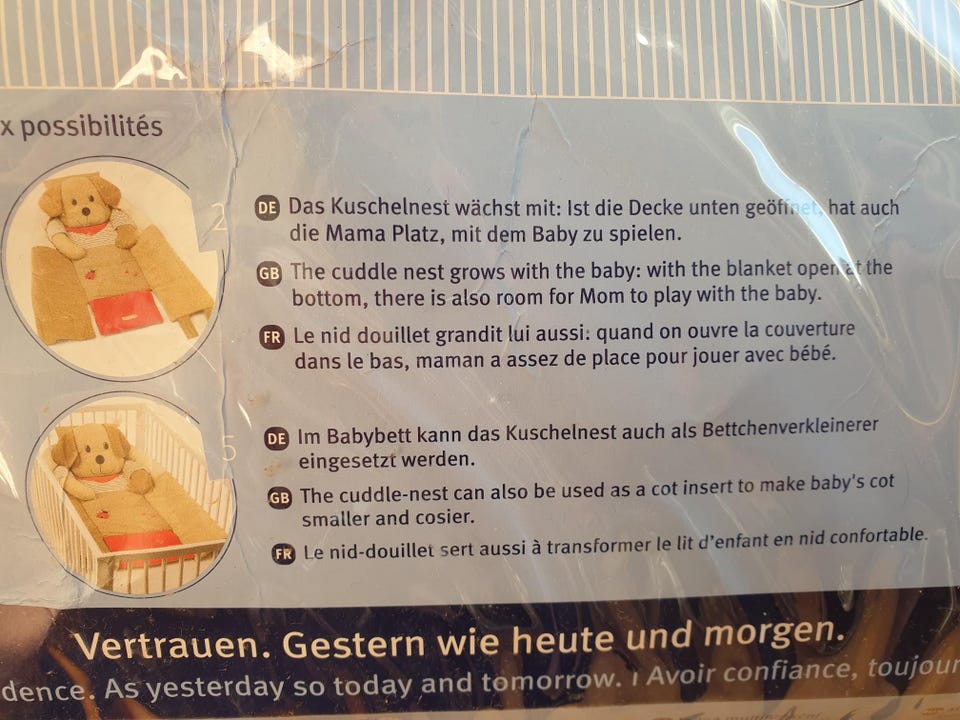 x possibilités
2
DE Das Kuschelnest wächst mit: Ist die Decke unten geöffnet, hat auch
die Mama Platz, mit dem Baby zu spielen.
GB The cuddle nest grows with the baby: with the blanket open at the
bottom, there is also room for Mom to play with the baby.
FR Le nid douillet grandit lui aussi: quand on ouvre la couverture
dans le bas, maman a assez de place pour jouer avec bébé.
5
DE Im Babybett kann das Kuschelnest auch als Bettchenverkleinerer
eingesetzt werden.
GB The cuddle-nest can also be used as a cot insert to make baby's cot
smaller and cosier.
FR Le nid-douillet sert aussi à transformer le lit d'enfant en nid confortable.
Vertrauen. Gestern wie heute und morgen.
dence. As yesterday so today and tomorrow. I Avoir confiance, toujour